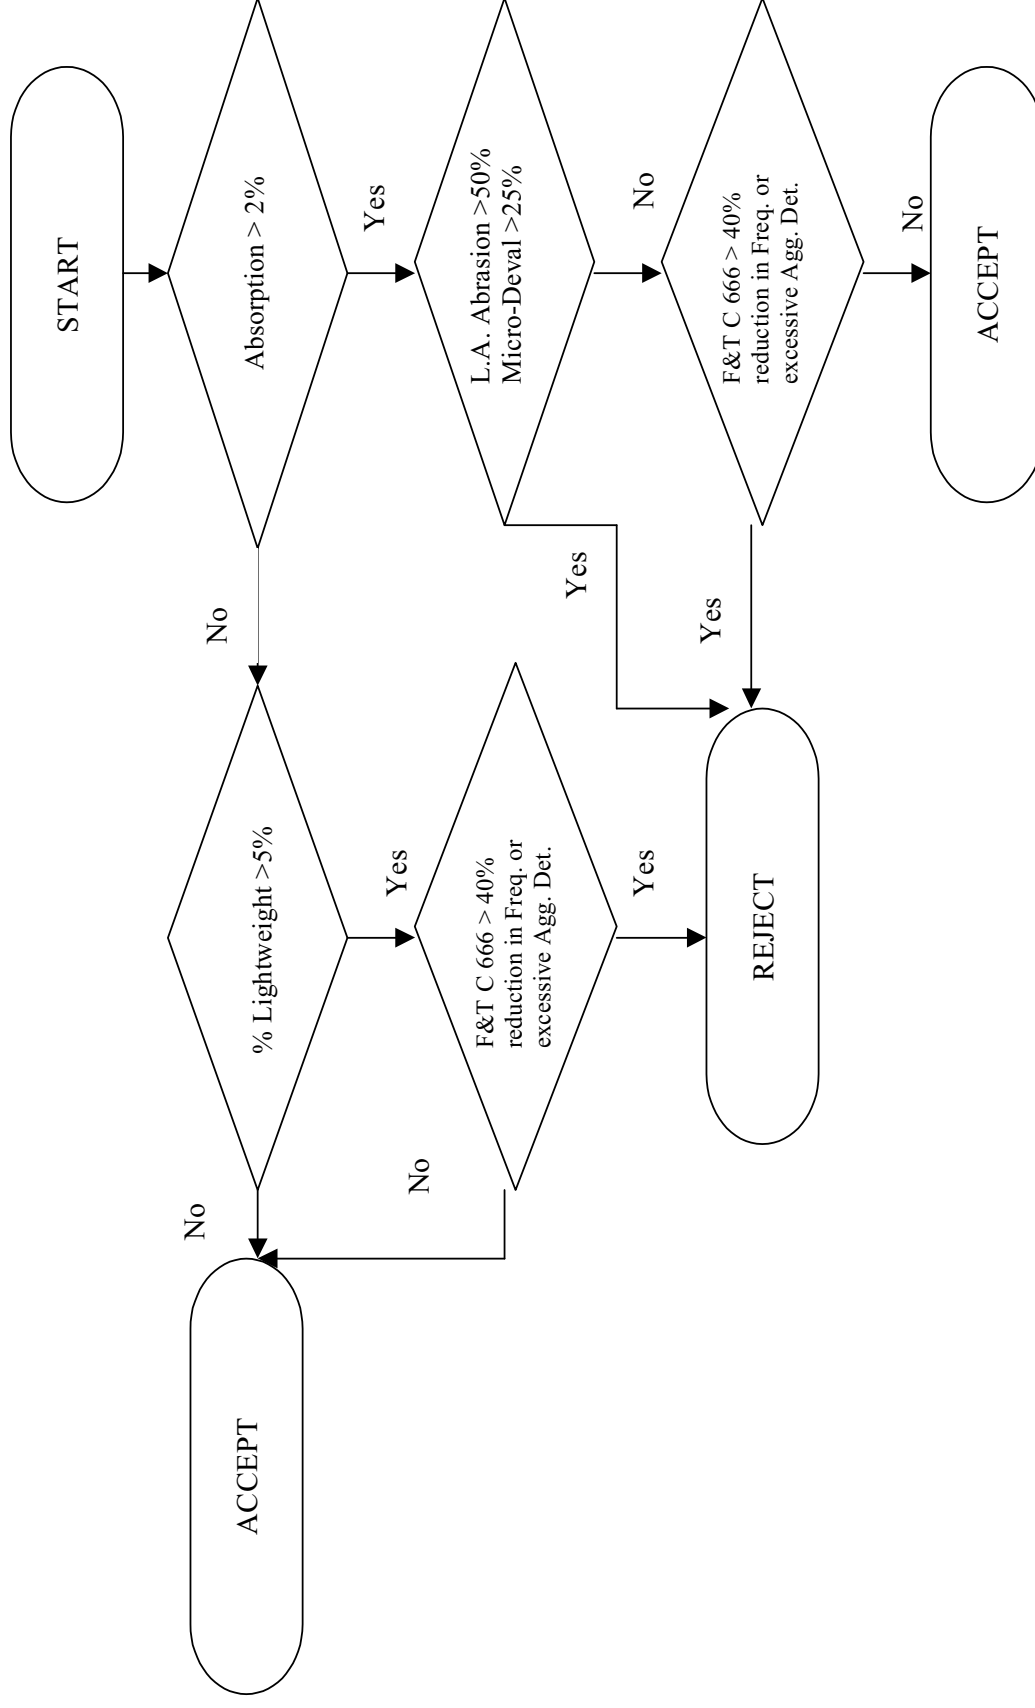 START
Absorption > 2%
No
% Lightweight >5%
No
ACCEPT
Yes
L.A. Abrasion >50%
Micro-Deval >25%
Yes
No
F&T C 666 > 40%
reduction in Freq. or
excessive Agg. Det.
Yes
No
ACCEPT
Yes
F&T C 666 > 40%
reduction in Freq. or
excessive Agg. Det.
No
Yes
REJECT